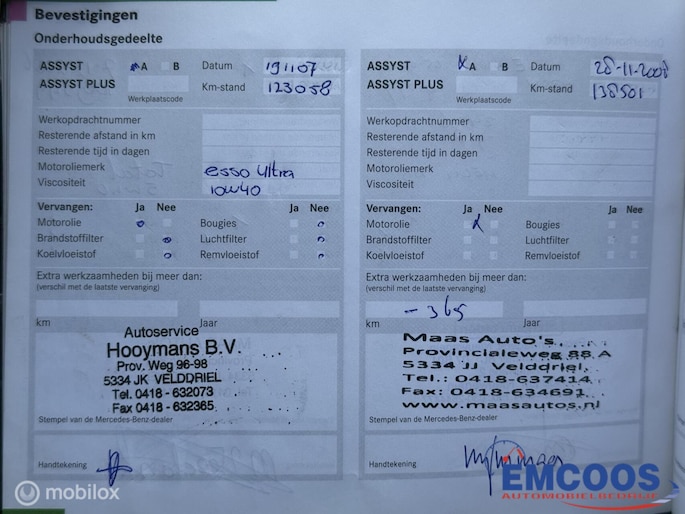 Bevestigingen
Onderhoudsgedeelte
ASSYST A B Datum 191107
ASSYST PLUS Km-stand 123058
Werkplaatscode
Werkopdrachtnummer
Resterende afstand in km
Resterende tijd in dagen
Motoroliemerk esso Ultra
Viscositeit 10W40
Vervangen: Ja Nee Ja Nee
Motorolie Bougies
Brandstoffilter Luchtfilter
Koelvloeistof Remvloeistof
Extra werkzaamheden bij meer dan:
(verschil met de laatste vervanging)
km Jaar
Autoservice
Hooymans B.V.
Prov. Weg 96-98
5334 JK VELDDRIEL
Tel. 0418 - 632073
Fax 0418 - 632365
Stempel van de Mercedes-Benz-dealer
Handtekening
ASSYST X A B Datum 28-11-2008
ASSYST PLUS Km-stand 138501
Werkplaatscode
Werkopdrachtnummer
Resterende afstand in km
Resterende tijd in dagen
Motoroliemerk
Viscositeit
Vervangen: Ja Nee Ja Nee
Motorolie X Bougies
Brandstoffilter Luchtfilter
Koelvloeistof Remvloeistof
Extra werkzaamheden bij meer dan:
(verschil met de laatste vervanging)
- 365
km Jaar
Maas Auto's
Provincialeweg 88 A
5334 JJ Velddriel
Tel.: 0418-637414
Fax: 0418-634691
www.maasautos.nl
Stempel van de Mercedes-Benz-dealer
Handtekening
EMCOOS
AUTOMOBIELBEDRIJF
mobilox